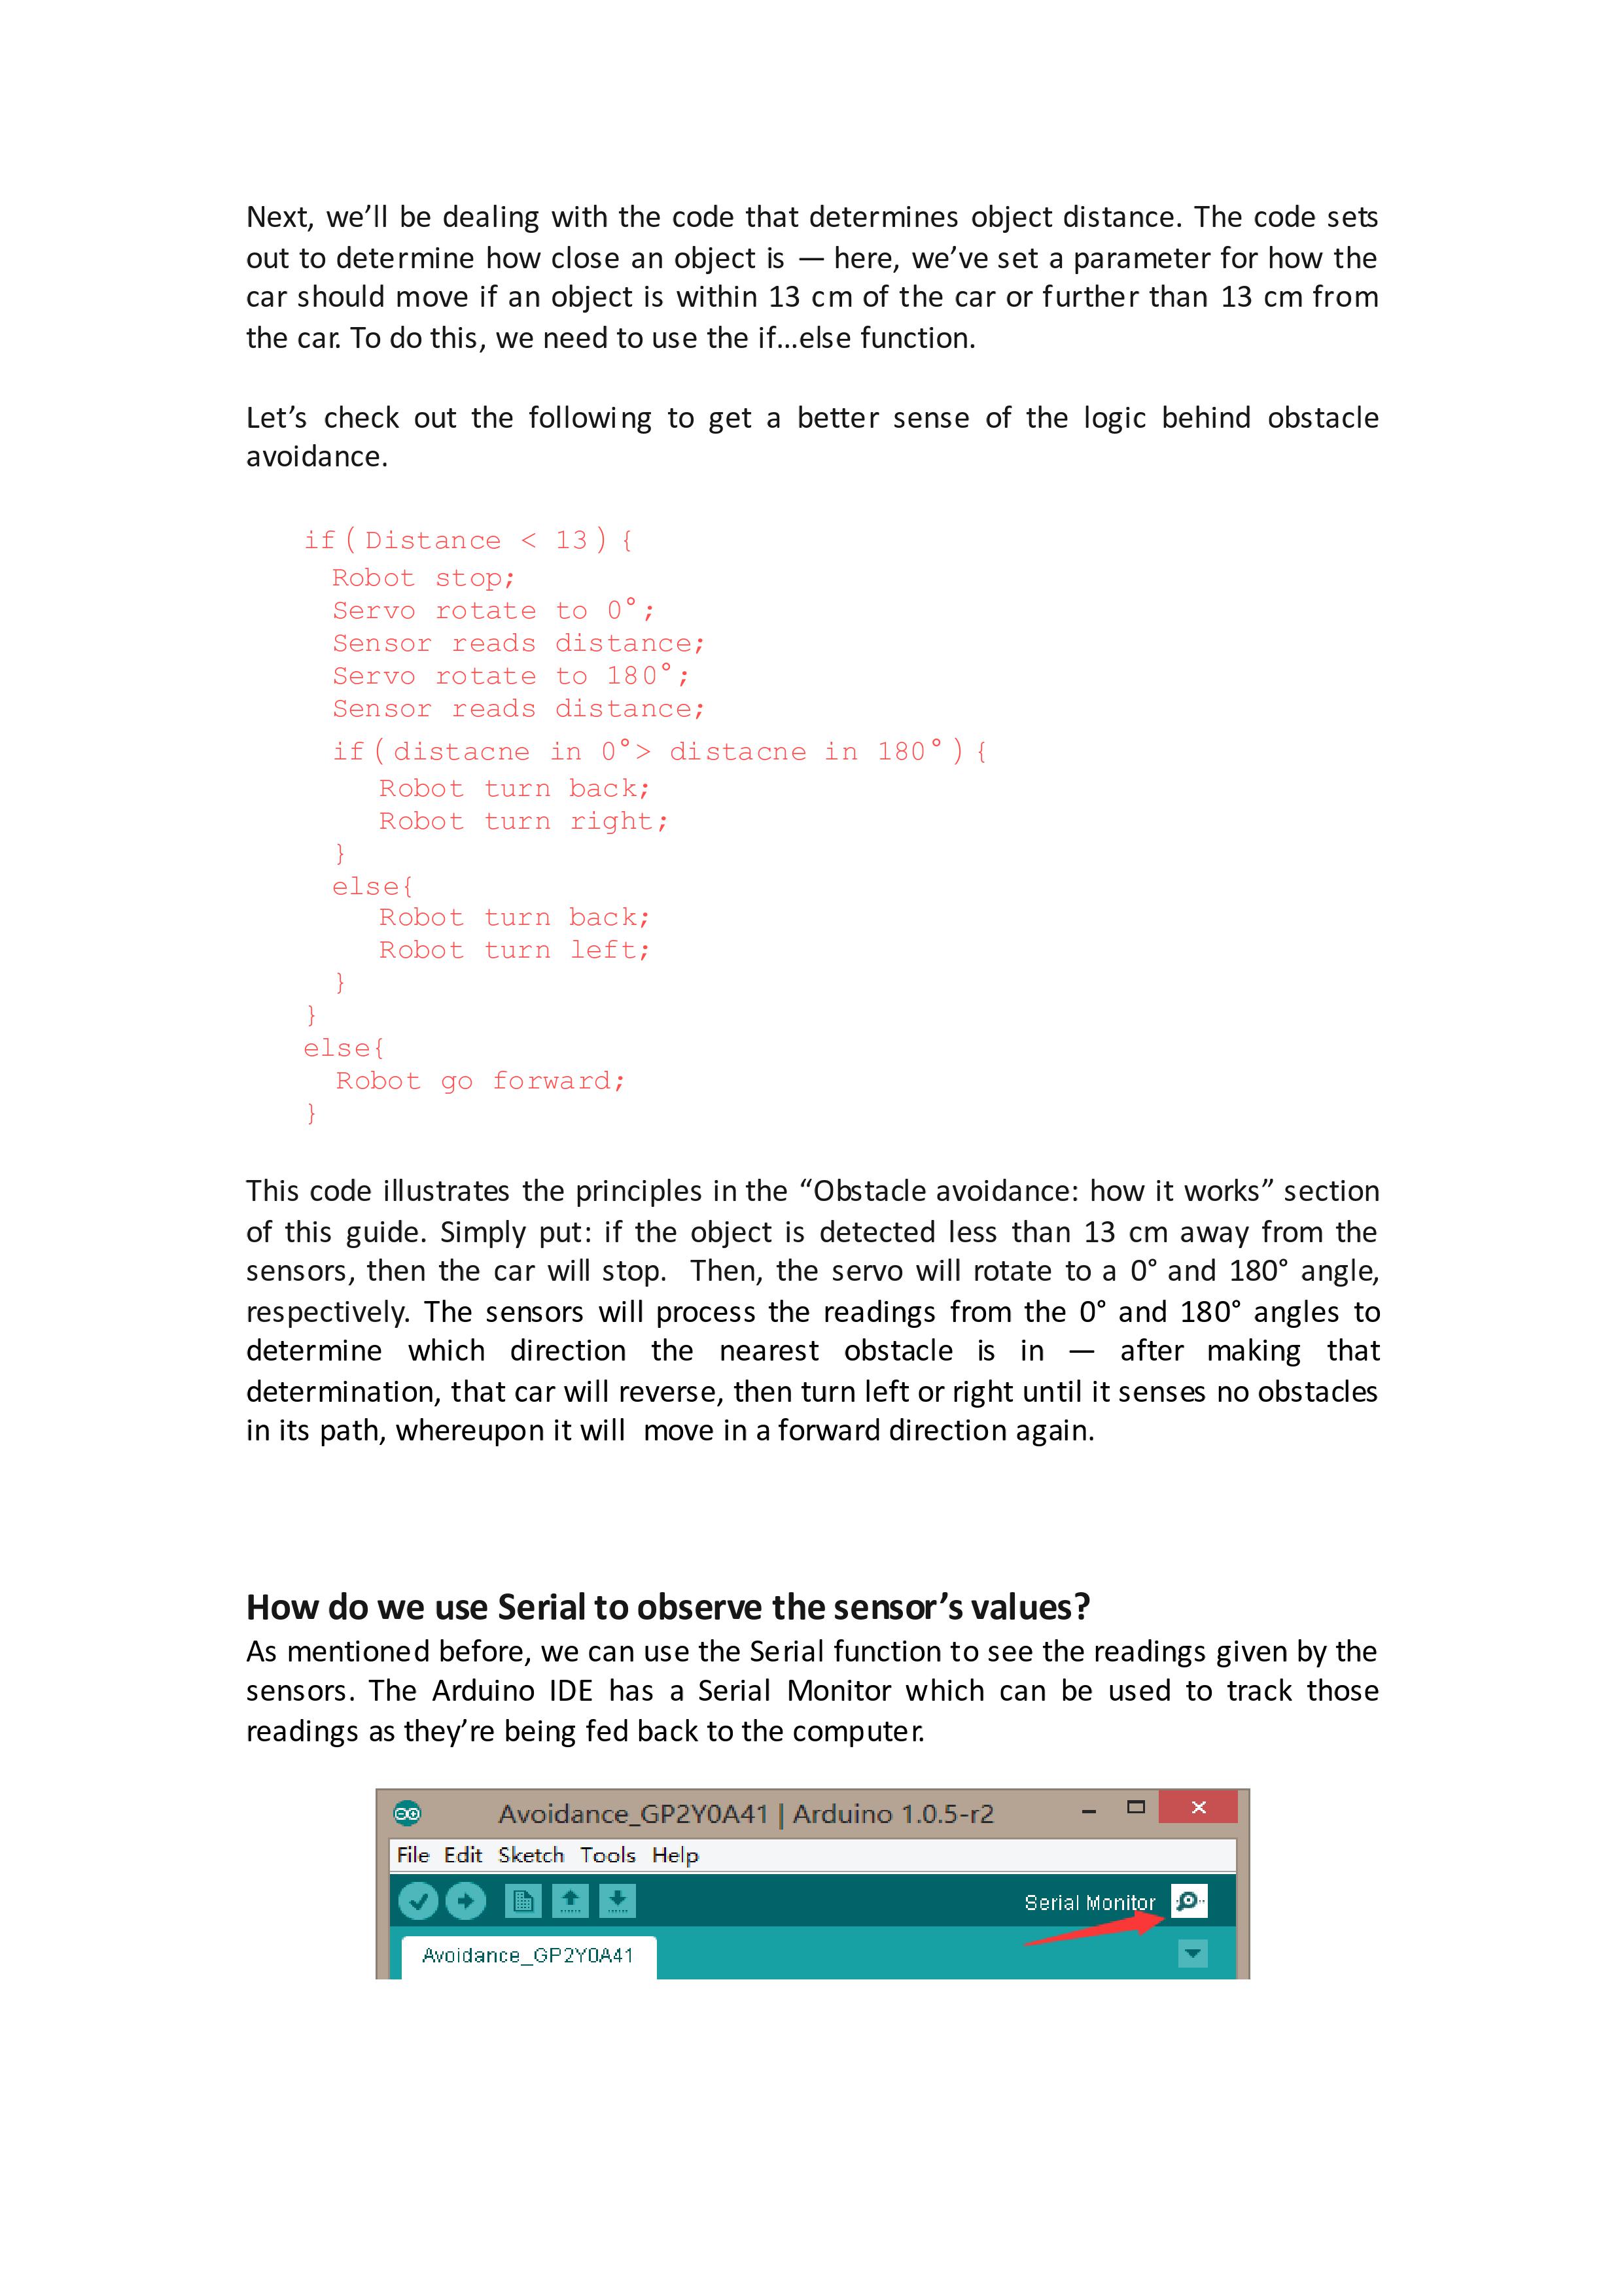 Next, we’ll be dealing with the code that determines object distance. The code sets
out to determine how close an object is — here, we’ve set a parameter for how the
car should move if an object is within 13 cm of the car or further than 13 cm from
the car. To do this, we need to use the if…else function.
Let’s check out the following to get a better sense of the logic behind obstacle
avoidance.
if(Distance < 13){
Robot stop;
Servo rotate to 0°;
Sensor reads distance;
Servo rotate to 180°;
Sensor reads distance;
if(distacne in 0°> distacne in 180°){
Robot turn back;
Robot turn right;
}
else{
Robot turn back;
Robot turn left;
}
}
else{
Robot go forward;
}
This code illustrates the principles in the “Obstacle avoidance: how it works” section
of this guide. Simply put: if the object is detected less than 13 cm away from the
sensors, then the car will stop. Then, the servo will rotate to a 0° and 180° angle,
respectively. The sensors will process the readings from the 0° and 180° angles to
determine which direction the nearest obstacle is in — after making that
determination, that car will reverse, then turn left or right until it senses no obstacles
in its path, whereupon it will move in a forward direction again.
How do we use Serial to observe the sensor’s values?
As mentioned before, we can use the Serial function to see the readings given by the
sensors. The Arduino IDE has a Serial Monitor which can be used to track those
readings as they’re being fed back to the computer.
Avoidance_GP2Y0A41 | Arduino 1.0.5-r2
File Edit Sketch Tools Help
Serial Monitor
Avoidance_GP2Y0A41